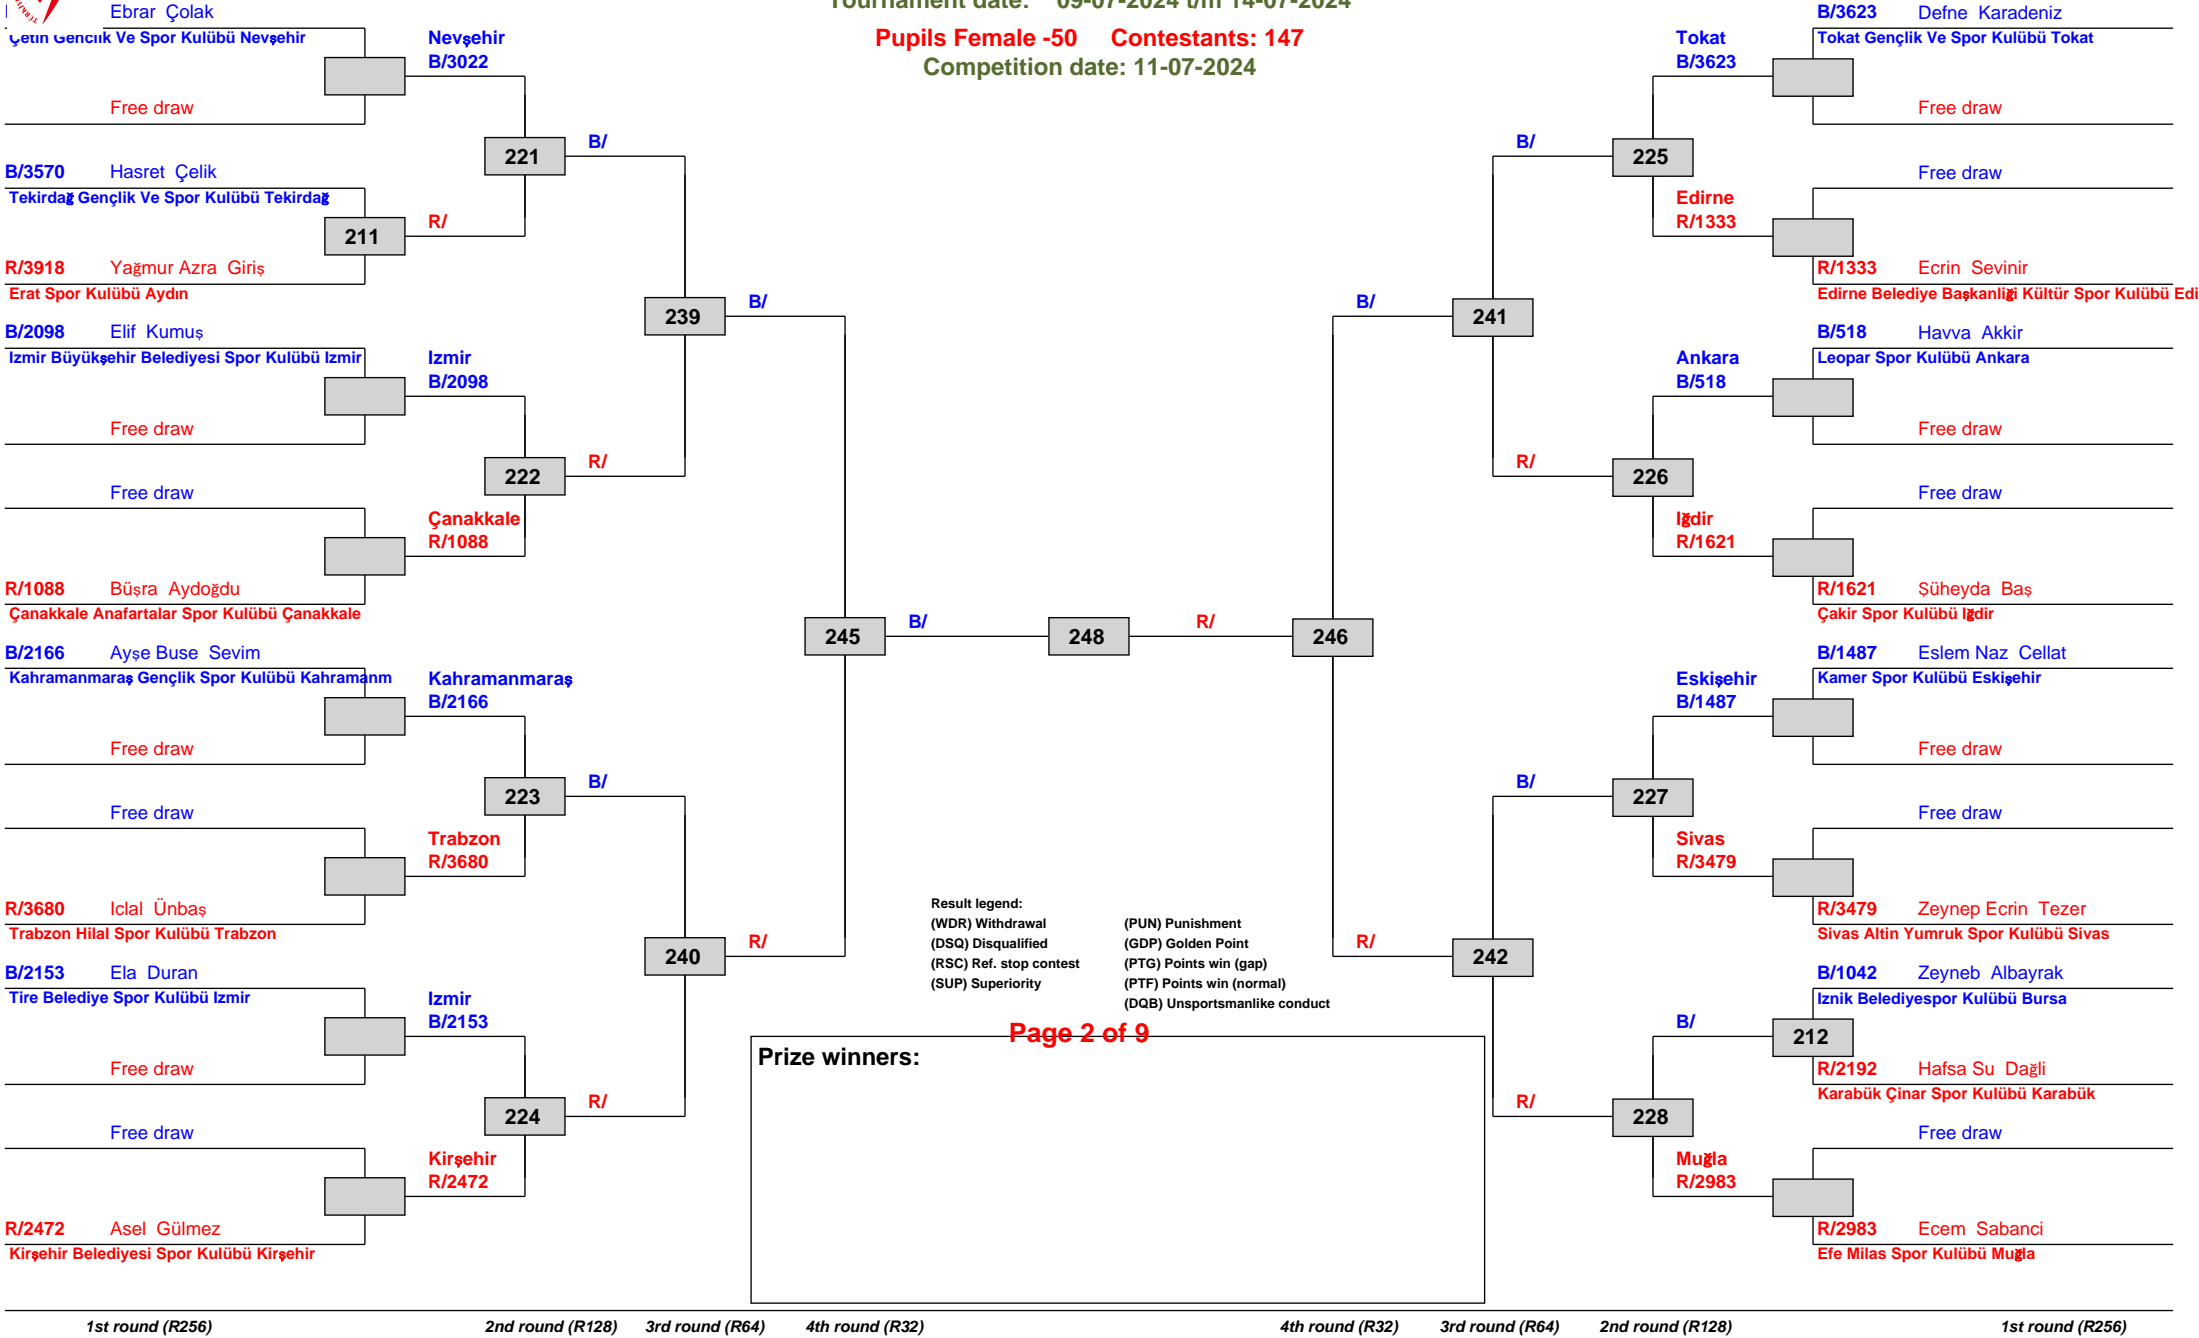 Tournament date: 09-07-2024 t/m 14-07-2024
Pupils Female -50 Contestants: 147
Competition date: 11-07-2024
Ebrar Çolak
Çetin Genclik Ve Spor Kulübü Nevşehir
Free draw
B/3570 Hasret Çelik
Tekirdağ Gençlik Ve Spor Kulübü Tekirdağ
211
R/3918 Yağmur Azra Giriş
Erat Spor Kulübü Aydın
B/2098 Elif Kumuş
Izmir Büyükşehir Belediyesi Spor Kulübü Izmir
Free draw
Free draw
R/1088 Büşra Aydoğdu
Çanakkale Anafartalar Spor Kulübü Çanakkale
B/2166 Ayşe Buse Sevim
Kahramanmaraş Gençlik Spor Kulübü Kahramanm
Free draw
Free draw
R/3680 Iclal Ünbaş
Trabzon Hilal Spor Kulübü Trabzon
B/2153 Ela Duran
Tire Belediye Spor Kulübü Izmir
Free draw
Free draw
R/2472 Asel Gülmez
Kirşehir Belediyesi Spor Kulübü Kirşehir
Nevşehir
B/3022
221
R/
Izmir
B/2098
222
Çanakkale
R/1088
Kahramanmaraş
B/2166
223
Trabzon
R/3680
Izmir
B/2153
224
Kirşehir
R/2472
B/
239
R/
B/
240
R/
B/
245
R/
B/
248
R/
B/
246
R/
B/
241
R/
B/
242
R/
Tokat
B/3623
225
Edirne
R/1333
Ankara
B/518
226
Iğdir
R/1621
Eskişehir
B/1487
227
Sivas
R/3479
B/
228
Muğla
R/2983
B/3623 Defne Karadeniz
Tokat Gençlik Ve Spor Kulübü Tokat
Free draw
Free draw
R/1333 Ecrin Sevinir
Edirne Belediye Başkanliği Kültür Spor Kulübü Edi
B/518 Havva Akkir
Leopar Spor Kulübü Ankara
Free draw
Free draw
R/1621 Şüheyda Baş
Çakir Spor Kulübü Iğdir
B/1487 Eslem Naz Cellat
Kamer Spor Kulübü Eskişehir
Free draw
Free draw
R/3479 Zeynep Ecrin Tezer
Sivas Altin Yumruk Spor Kulübü Sivas
B/1042 Zeyneb Albayrak
Iznik Belediyespor Kulübü Bursa
212
R/2192 Hafsa Su Dağli
Karabük Çinar Spor Kulübü Karabük
Free draw
R/2983 Ecem Sabanci
Efe Milas Spor Kulübü Muğla
Result legend:
(WDR) Withdrawal (PUN) Punishment
(DSQ) Disqualified (GDP) Golden Point
(RSC) Ref. stop contest (PTG) Points win (gap)
(SUP) Superiority (PTF) Points win (normal)
(DQB) Unsportsmanlike conduct
Page 2 of 9
Prize winners:
1st round (R256) 2nd round (R128) 3rd round (R64) 4th round (R32) 4th round (R32) 3rd round (R64) 2nd round (R128) 1st round (R256)